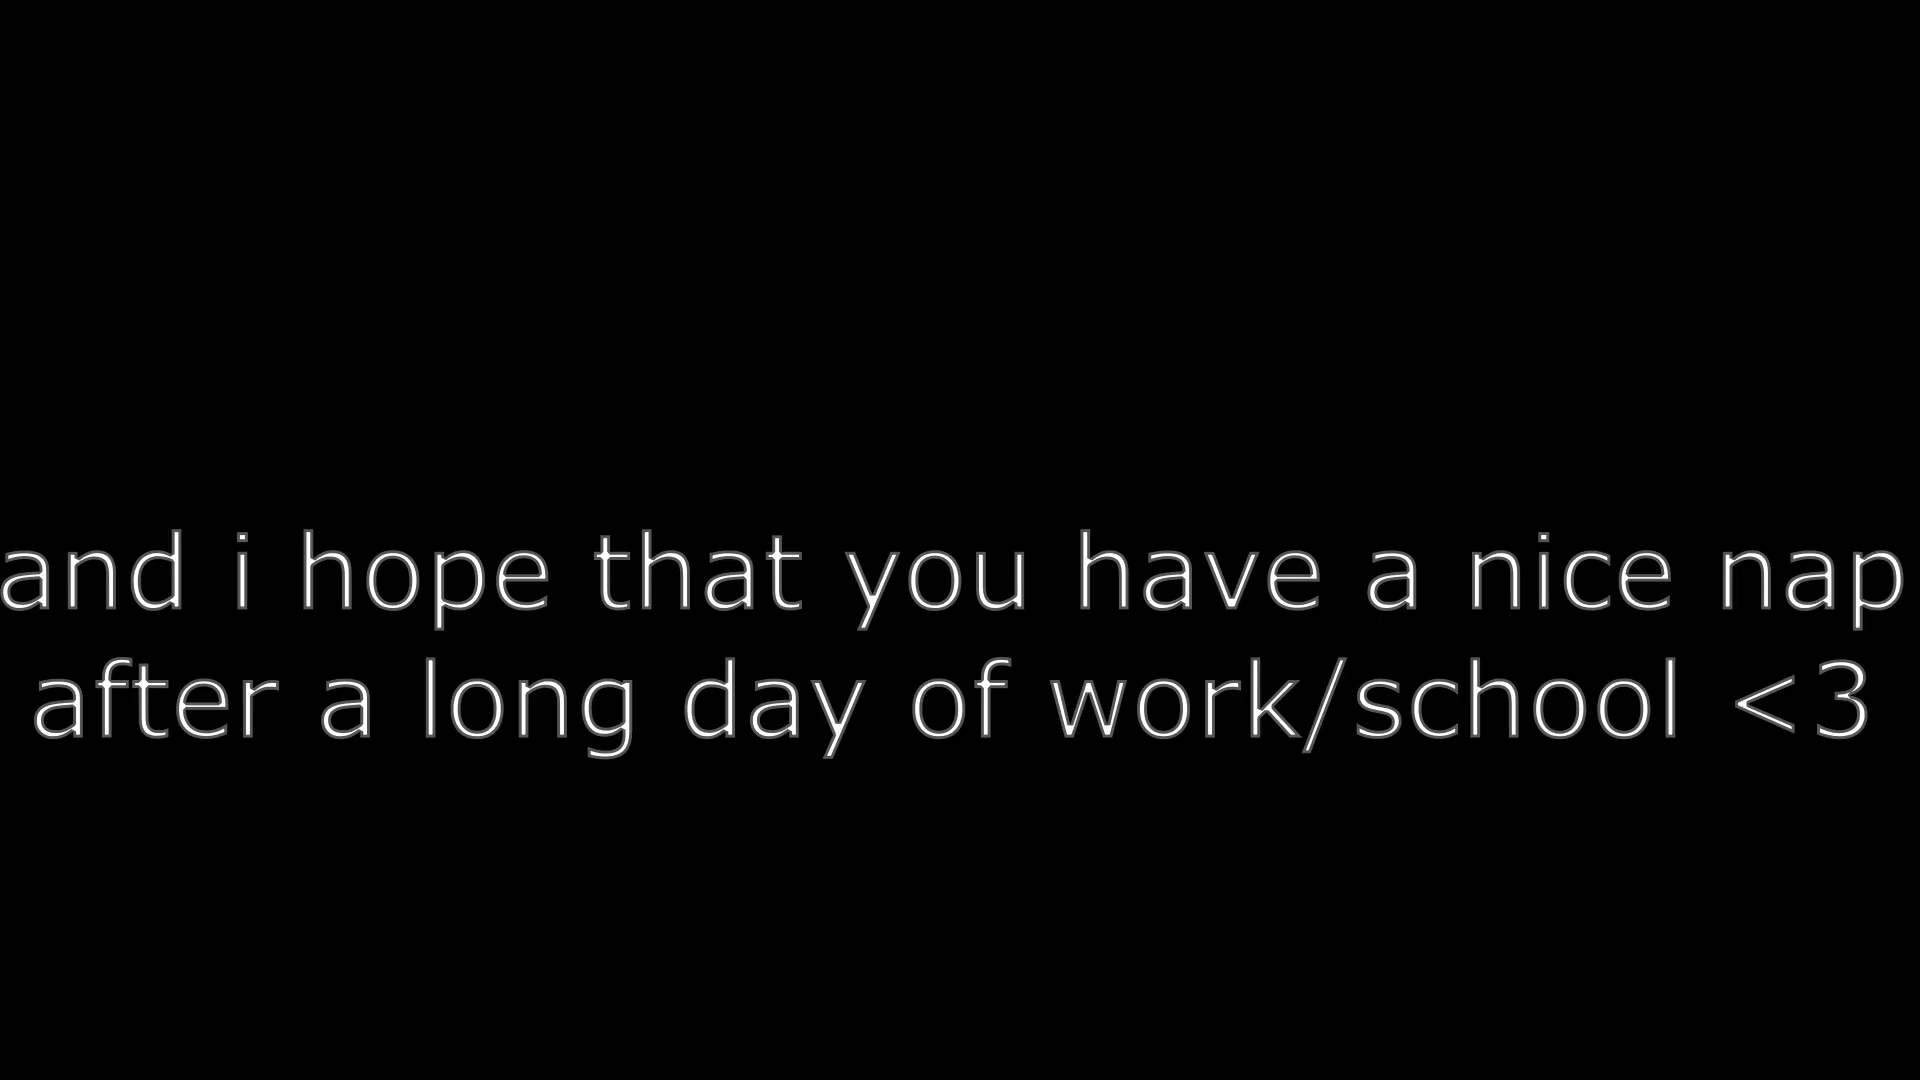 and i hope that you have a nice nap
after a long day of work/school <3